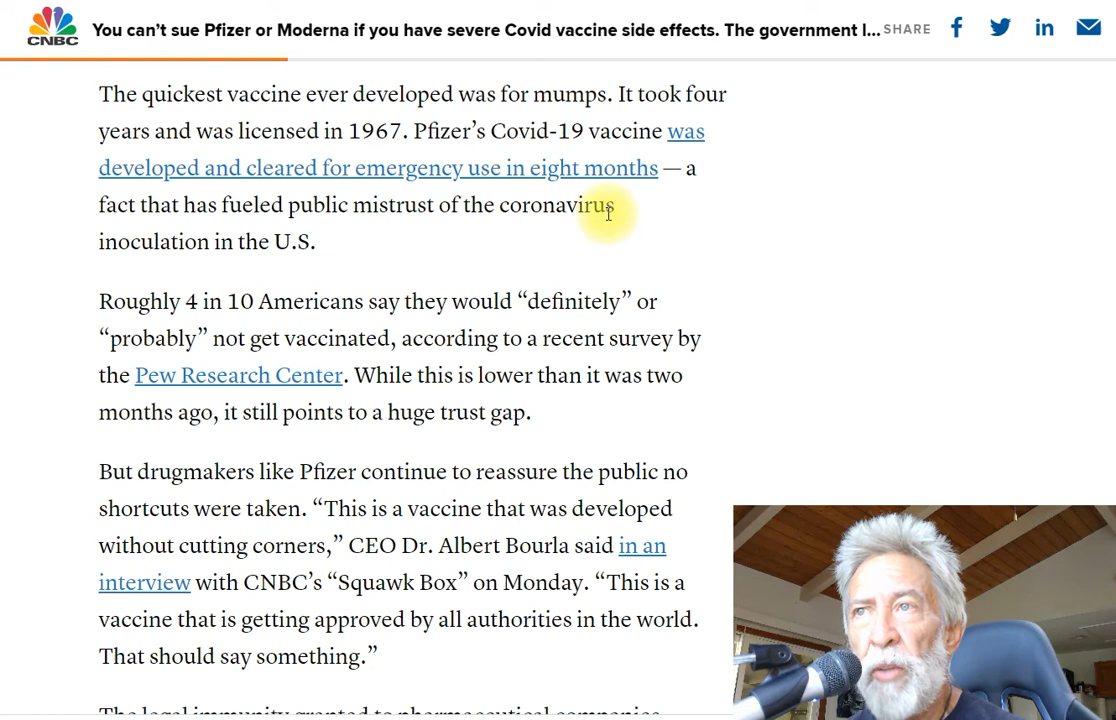 CNBC
You can’t sue Pfizer or Moderna if you have severe Covid vaccine side effects. The government l...
SHARE
The quickest vaccine ever developed was for mumps. It took four
years and was licensed in 1967. Pfizer’s Covid-19 vaccine was
developed and cleared for emergency use in eight months — a
fact that has fueled public mistrust of the coronavirus
inoculation in the U.S.
Roughly 4 in 10 Americans say they would “definitely” or
“probably” not get vaccinated, according to a recent survey by
the Pew Research Center. While this is lower than it was two
months ago, it still points to a huge trust gap.
But drugmakers like Pfizer continue to reassure the public no
shortcuts were taken. “This is a vaccine that was developed
without cutting corners,” CEO Dr. Albert Bourla said in an
interview with CNBC’s “Squawk Box” on Monday. “This is a
vaccine that is getting approved by all authorities in the world.
That should say something.”
The legal immunity granted to pharmaceutical companies